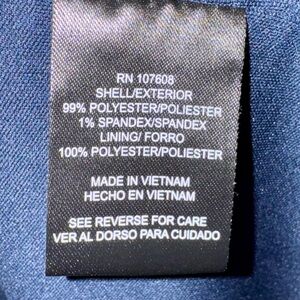 RN 107608
SHELL/EXTERIOR
99% POLYESTER/POLIESTER
1% SPANDEX/SPANDEX
LINING/ FORRO
100% POLYESTER/POLIESTER
MADE IN VIETNAM
HECHO EN VIETNAM
SEE REVERSE FOR CARE
VER AL DORSO PARA CUIDADO